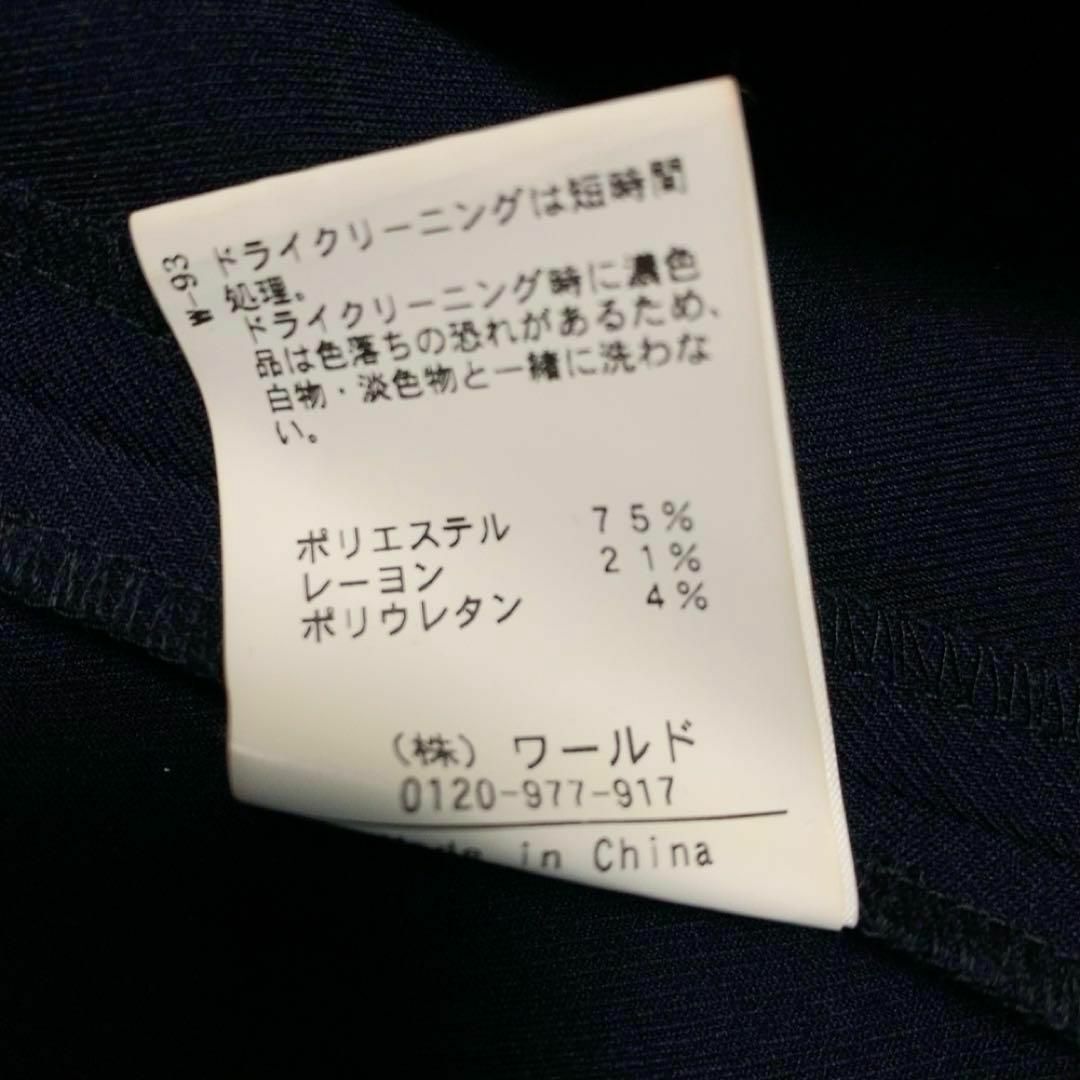 W-93
ドライクリーニングは短時間
処理。
ドライクリーニング時に濃色
品は色落ちの恐れがあるため、
白物・淡色物と一緒に洗わな
い。
ポリエステル 75%
レーヨン 21%
ポリウレタン 4%
(株) ワールド
0120-977-917
Made in China